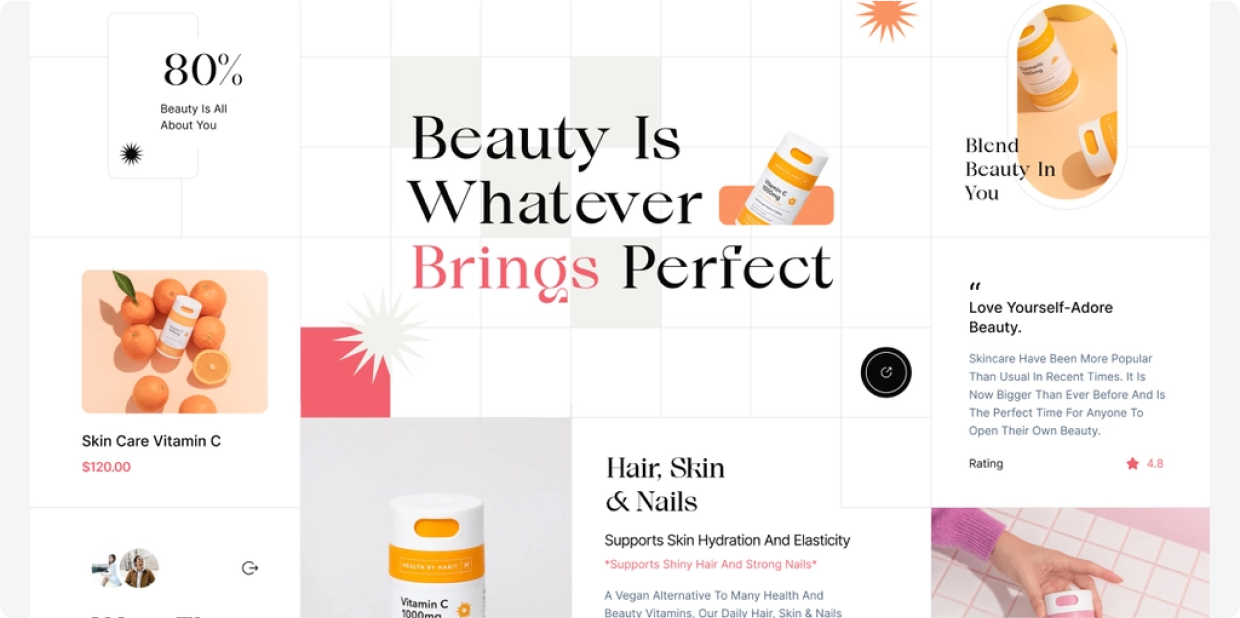 80%
Beauty Is All
About You
Beauty Is
Whatever
Brings Perfect
Vitamin C
1000mg
Turmeric
1000mg
Blend
Beauty In
You
Skin Care Vitamin C
$120.00
“
Love Yourself-Adore
Beauty.
Skincare Have Been More Popular
Than Usual In Recent Times. It Is
Now Bigger Than Ever Before And Is
The Perfect Time For Anyone To
Open Their Own Beauty.
Rating
4.8
HEALTH BY HABIT
Vitamin C
1000mg
Hair, Skin
& Nails
Supports Skin Hydration And Elasticity
*Supports Shiny Hair And Strong Nails*
A Vegan Alternative To Many Health And
Beauty Vitamins, Our Daily Hair, Skin & Nails